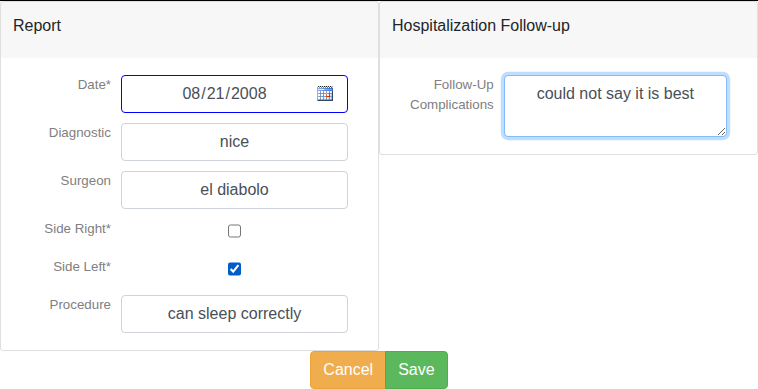 Report
Date*
08/21/2008
Diagnostic
nice
Surgeon
el diabolo
Side Right*
Side Left*
Procedure
can sleep correctly
Hospitalization Follow-up
Follow-Up
Complications
could not say it is best
Cancel
Save